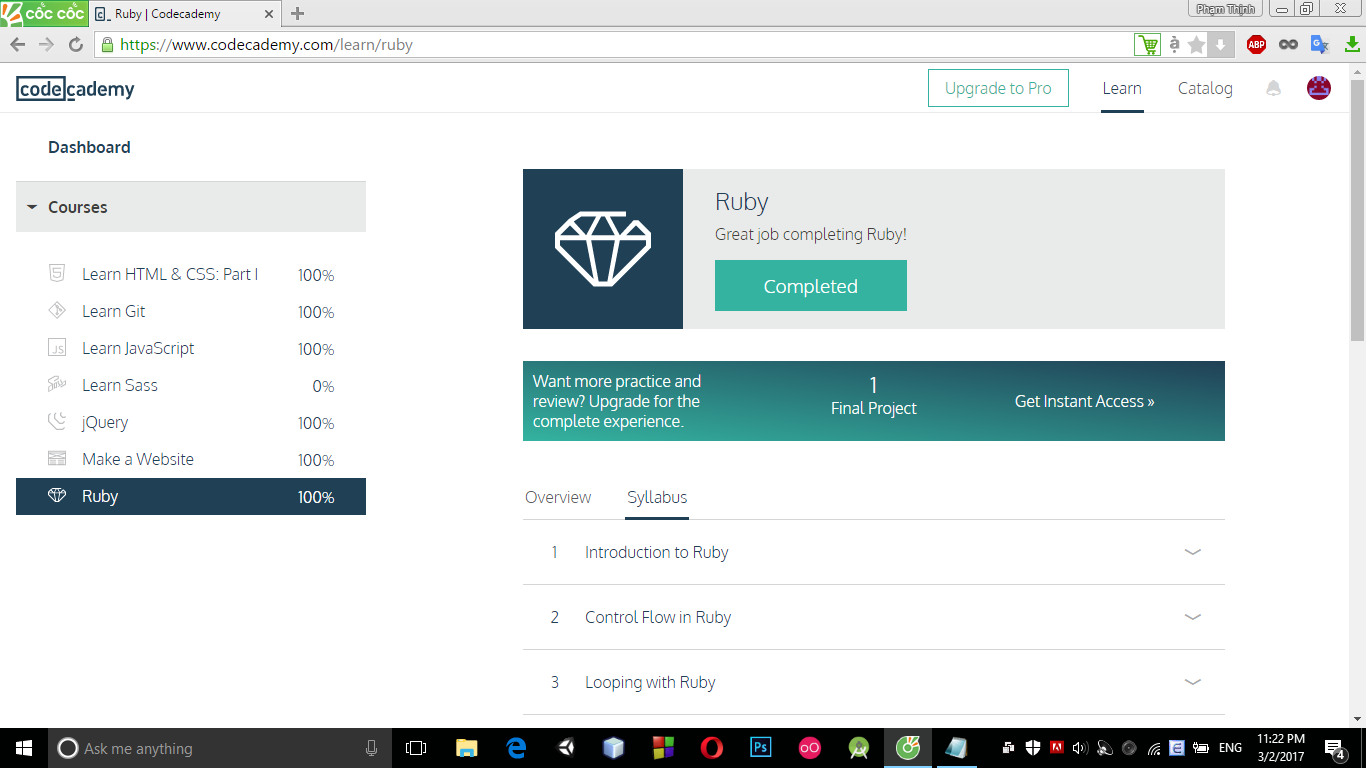 CỐC CỐC
Ruby | Codecademy
Phạm Thịnh
https://www.codecademy.com/learn/ruby
ABP
codecademy
Upgrade to Pro
Learn
Catalog
Dashboard
Courses
Learn HTML & CSS: Part I 100%
Learn Git 100%
JS Learn JavaScript 100%
Learn Sass 0%
jQuery 100%
Make a Website 100%
Ruby 100%
Ruby
Great job completing Ruby!
Completed
Want more practice and
review? Upgrade for the
complete experience.
1
Final Project
Get Instant Access »
Overview
Syllabus
1 Introduction to Ruby
2 Control Flow in Ruby
3 Looping with Ruby
Ask me anything
Ps
ENG
11:22 PM
3/2/2017
4